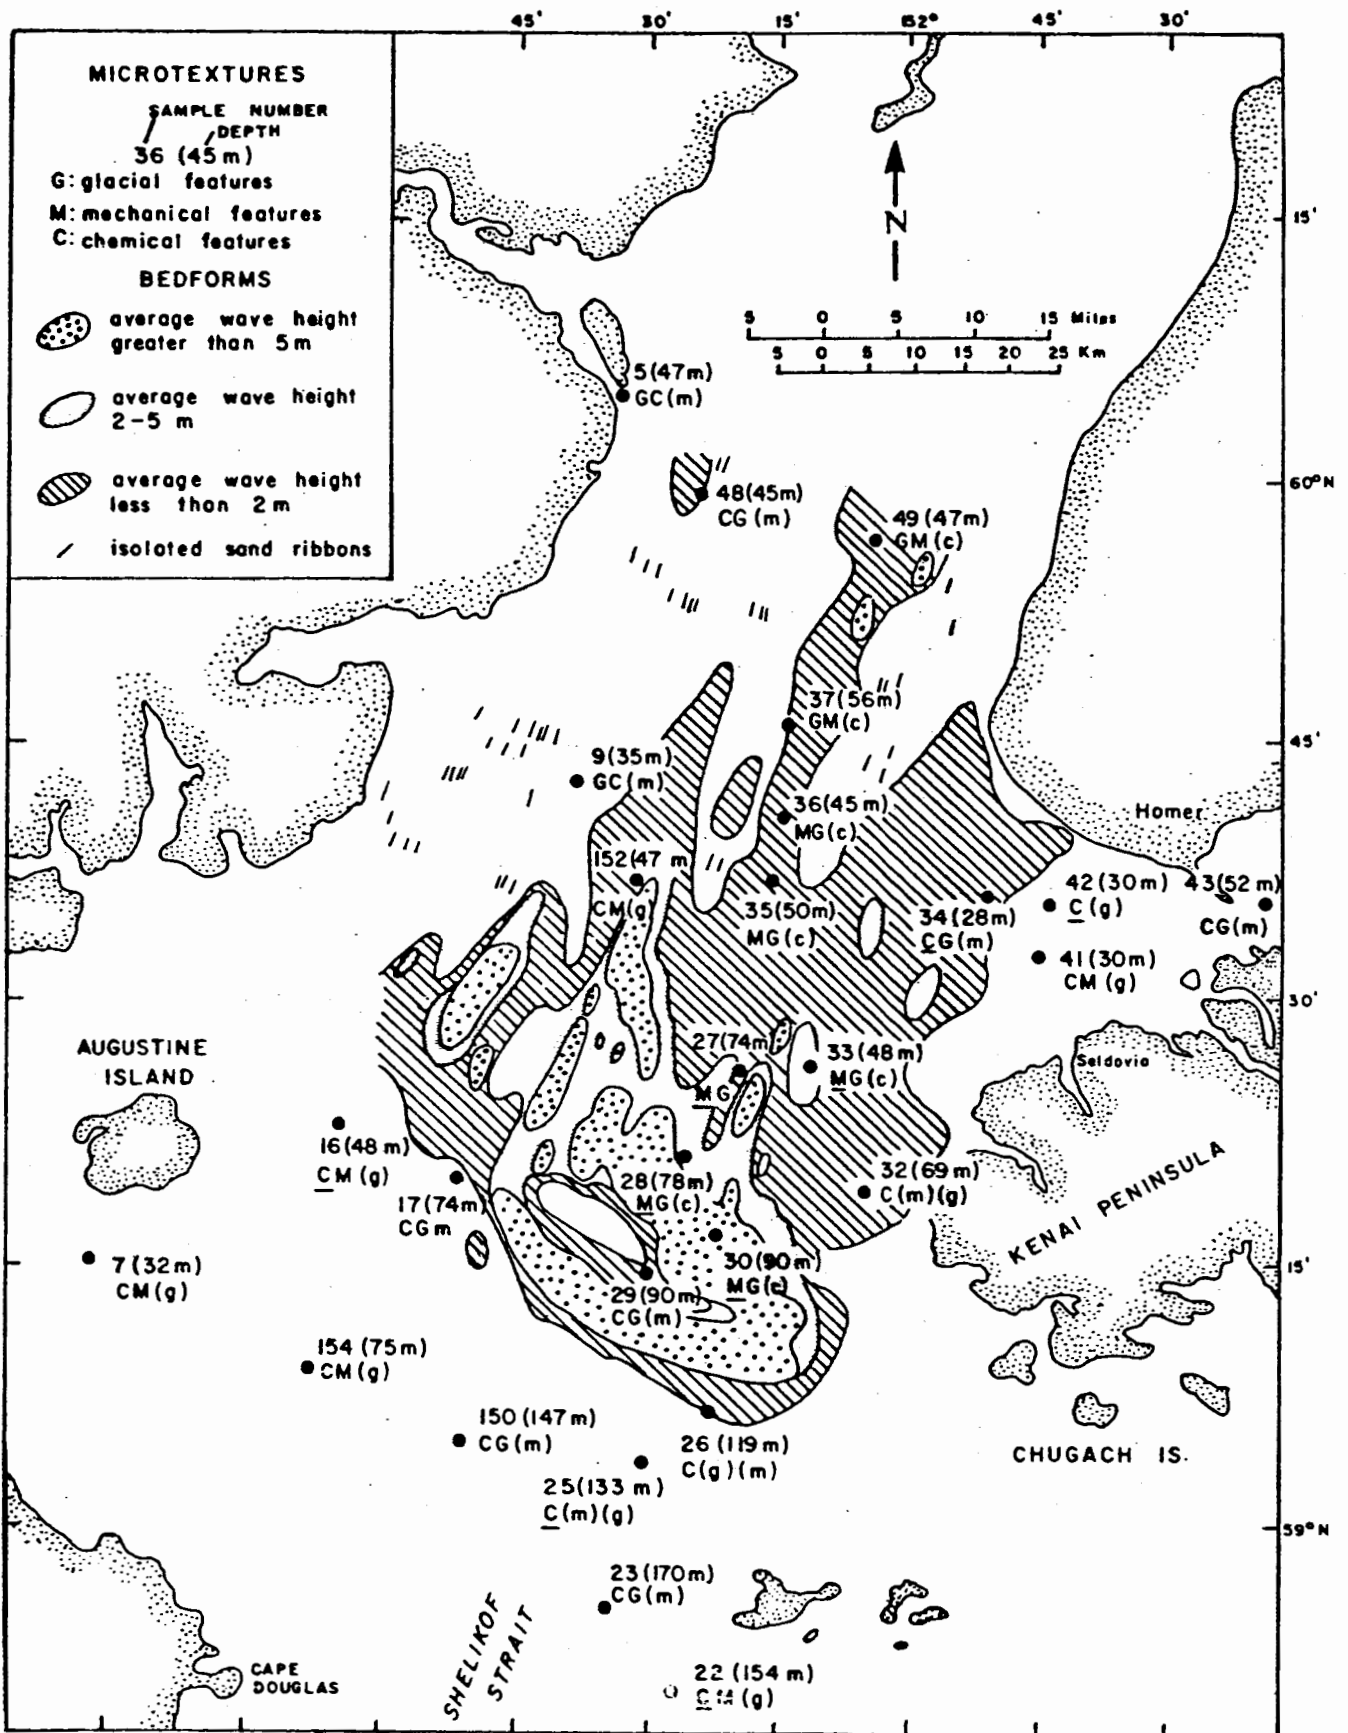 45' 30' 15' 152° 45' 30'
MICROTEXTURES
SAMPLE NUMBER
DEPTH
36 (45m)
G: glacial features
M: mechanical features
C: chemical features
BEDFORMS
average wave height
greater than 5m
average wave height
2-5 m
average wave height
less than 2m
isolated sand ribbons
N
15'
5 0 5 10 15 Miles
5 0 5 10 15 20 25 Km
5(47m)
GC(m)
60°N
48(45m)
CG(m)
49(47m)
GM(c)
37(56m)
GM(c)
45'
9(35m)
GC(m)
36(45m)
MG(c)
Homer
152(47 m
CM(g)
35(50m)
MG(c)
34(28m)
CG(m)
42(30m)
C(g)
43(52m)
CG(m)
41(30m)
CM(g)
30'
27(74m)
MG
33(48m)
MG(c)
Seldovia
AUGUSTINE
ISLAND
16(48m)
CM(g)
17(74m)
CGm
28(78m)
MG(c)
32(69m)
C(m)(g)
KENAI PENINSULA
7(32m)
CM(g)
30(90m)
MG(c)
15'
29(90m)
CG(m)
154(75m)
CM(g)
150(147m)
CG(m)
26(119m)
C(g)(m)
CHUGACH IS.
25(133 m)
C(m)(g)
59°N
23(170m)
CG(m)
SHELIKOF
STRAIT
CAPE
DOUGLAS
22(154 m)
CM(g)